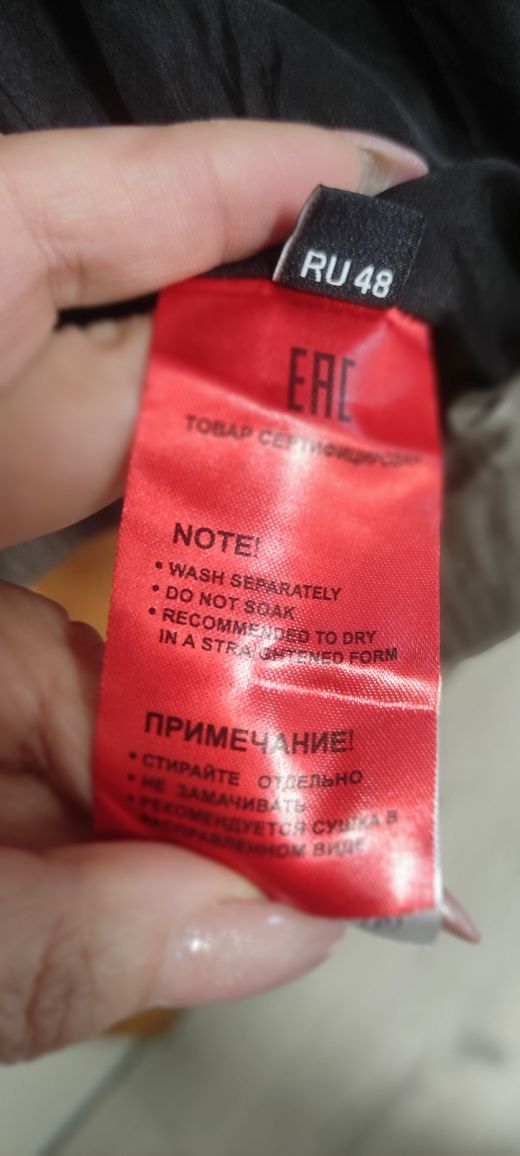 RU 48
EAC
ТОВАР СЕРТИФИЦИРОВАН
NOTE!
• WASH SEPARATELY
• DO NOT SOAK
• RECOMMENDED TO DRY
IN A STRAIGHTENED FORM
ПРИМЕЧАНИЕ!
• СТИРАЙТЕ ОТДЕЛЬНО
• НЕ ЗАМАЧИВАТЬ
• РЕКОМЕНДУЕТСЯ СУШКА В
РАСПРАВЛЕННОМ ВИДЕ